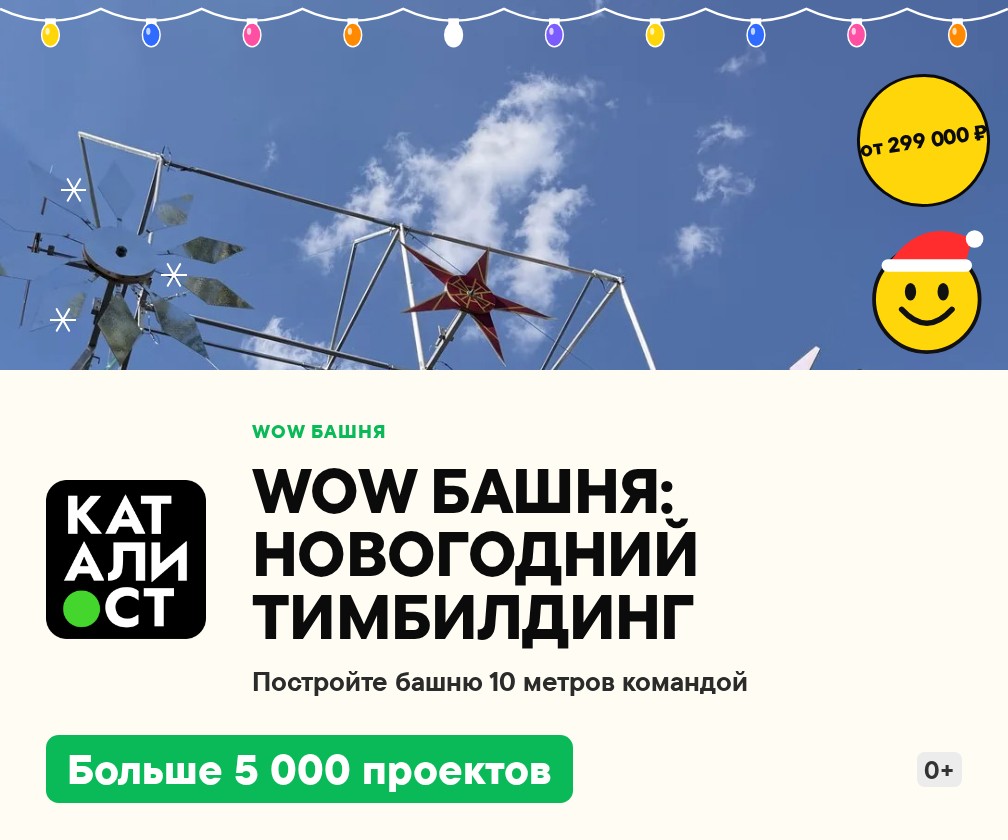 от 299 000 ₽
WOW БАШНЯ
WOW БАШНЯ:
НОВОГОДНИЙ
ТИМБИЛДИНГ
КАТ
АЛИ
СТ
Постройте башню 10 метров командой
Больше 5 000 проектов
0+